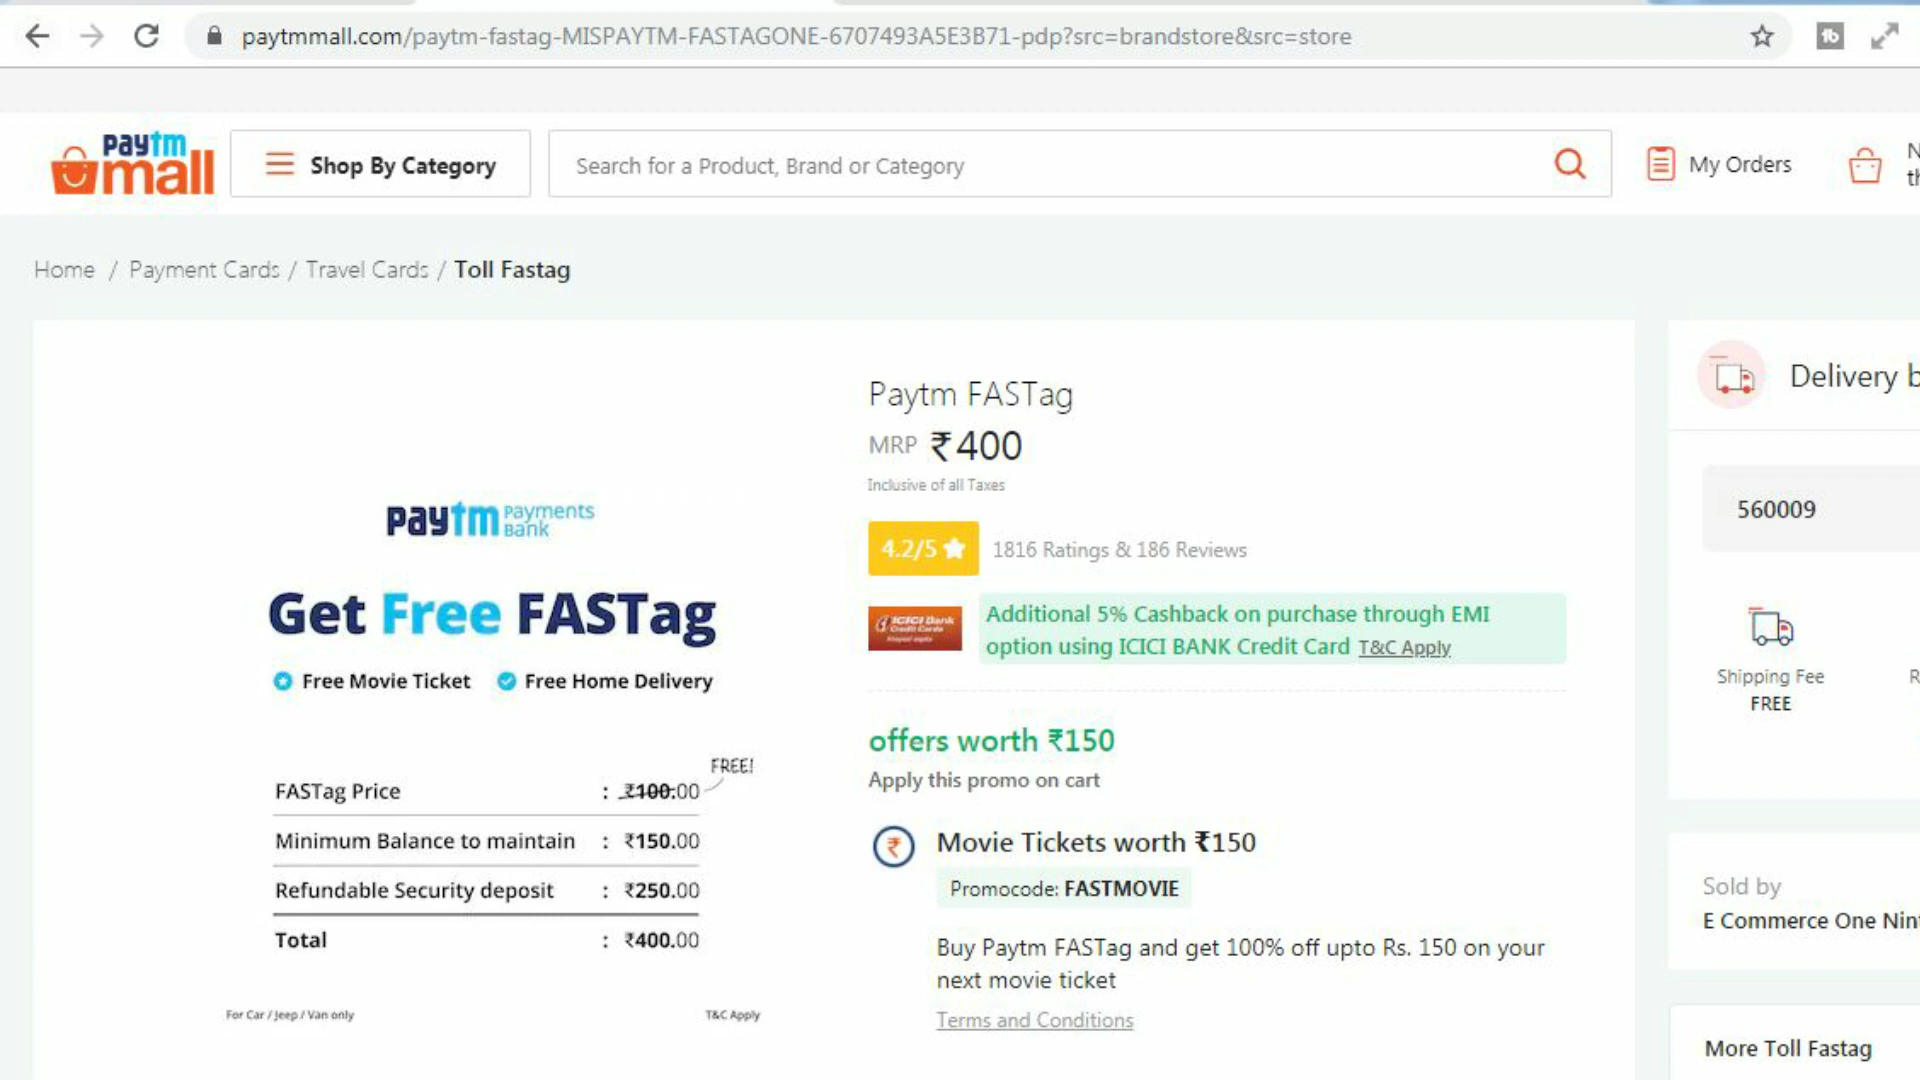 paytmmall.com/paytm-fastag-MISPAYTM-FASTAGONE-6707493A5E3B71-pdp?src=brandstore&src=store
paytm
mall
Shop By Category
Search for a Product, Brand or Category
My Orders
Home / Payment Cards / Travel Cards / Toll Fastag
paytm Payments Bank
Get Free FASTag
Free Movie Ticket
Free Home Delivery
FREE!
FASTag Price : ₹100.00
Minimum Balance to maintain : ₹150.00
Refundable Security deposit : ₹250.00
Total : ₹400.00
For Car / Jeep / Van only
T&C Apply
Paytm FASTag
MRP ₹400
Inclusive of all Taxes
4.2/5
1816 Ratings & 186 Reviews
ICICI Bank
Credit Cards
Additional 5% Cashback on purchase through EMI
option using ICICI BANK Credit Card T&C Apply
offers worth ₹150
Apply this promo on cart
Movie Tickets worth ₹150
Promocode: FASTMOVIE
Buy Paytm FASTag and get 100% off upto Rs. 150 on your
next movie ticket
Terms and Conditions
Delivery b
560009
Shipping Fee
FREE
Sold by
E Commerce One Nin
More Toll Fastag